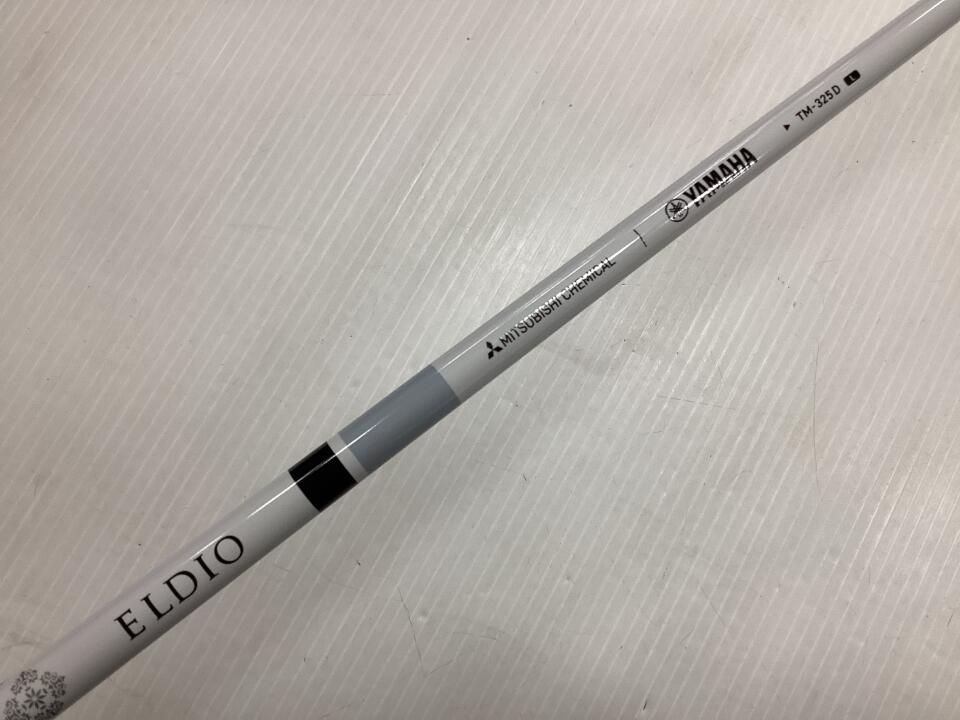 ELDIO
MITSUBISHI CHEMICAL
YAMAHA
TM-325D L